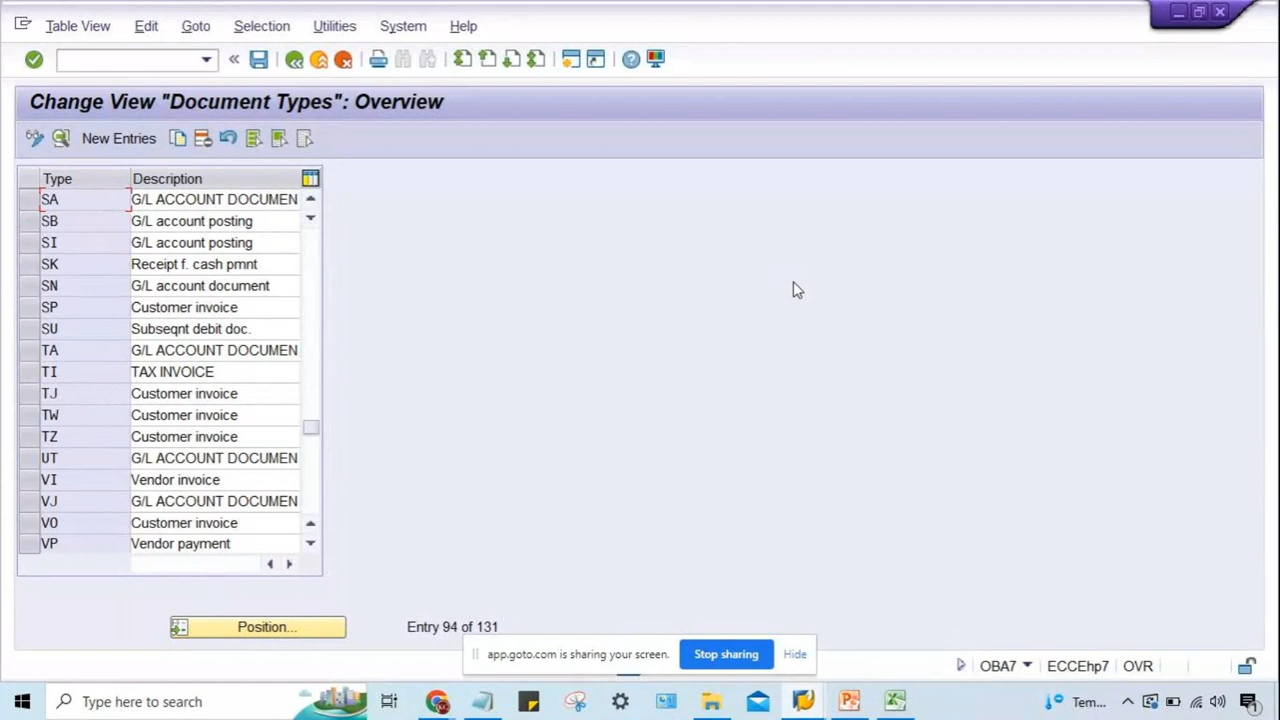 Table View Edit Goto Selection Utilities System Help
Change View "Document Types": Overview
New Entries
Type Description
SA G/L ACCOUNT DOCUMEN
SB G/L account posting
SI G/L account posting
SK Receipt f. cash pmnt
SN G/L account document
SP Customer invoice
SU Subseqnt debit doc.
TA G/L ACCOUNT DOCUMEN
TI TAX INVOICE
TJ Customer invoice
TW Customer invoice
TZ Customer invoice
UT G/L ACCOUNT DOCUMEN
VI Vendor invoice
VJ G/L ACCOUNT DOCUMEN
VO Customer invoice
VP Vendor payment
Position... Entry 94 of 131
app.goto.com is sharing your screen. Stop sharing Hide
OBA7 ECCEhp7 OVR
Type here to search Tem... 1